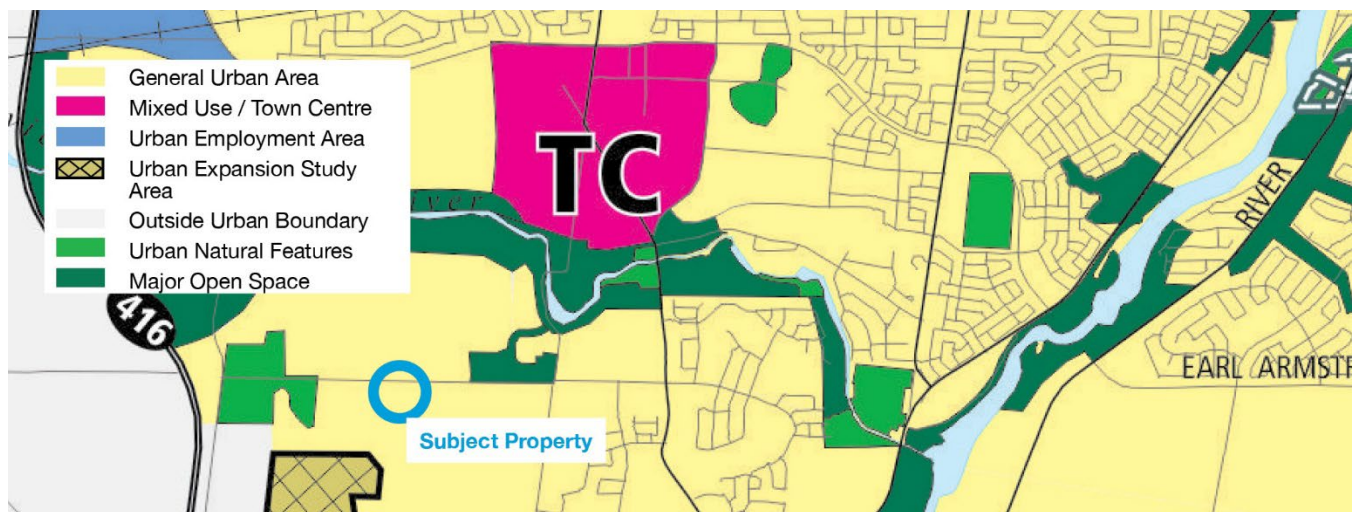 General Urban Area
Mixed Use / Town Centre
Urban Employment Area
Urban Expansion Study
Area
Outside Urban Boundary
Urban Natural Features
Major Open Space
TC
416
RIVER
EARL ARMST
Subject Property